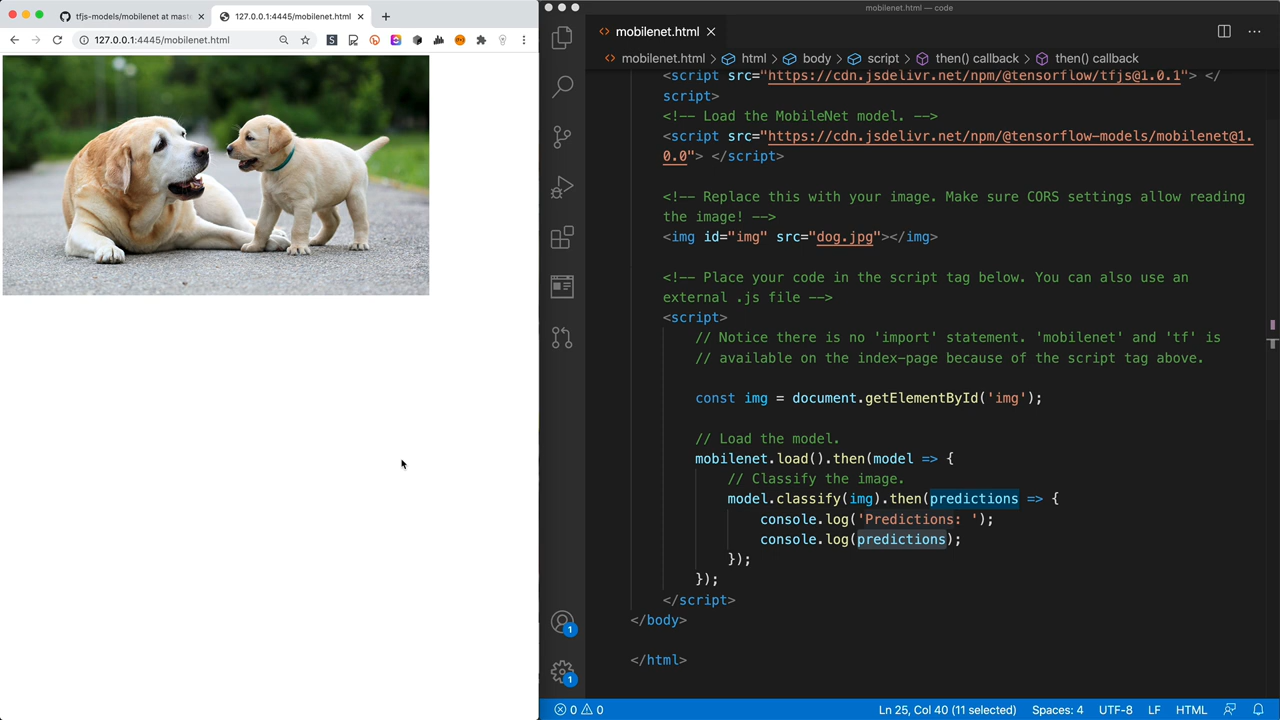 tfjs-models/mobilenet at mast
127.0.0.1:4445/mobilenet.html
127.0.0.1:4445/mobilenet.html
mobilenet.html — code
mobilenet.html
mobilenet.html > html > body > script > then() callback > then() callback
<script src="https://cdn.jsdelivr.net/npm/@tensorflow/tfjs@1.0.1"> </
script>
<!-- Load the MobileNet model. -->
<script src="https://cdn.jsdelivr.net/npm/@tensorflow-models/mobilenet@1.
0.0"> </script>
<!-- Replace this with your image. Make sure CORS settings allow reading
the image! -->
<img id="img" src="dog.jpg"></img>
<!-- Place your code in the script tag below. You can also use an
external .js file -->
<script>
// Notice there is no 'import' statement. 'mobilenet' and 'tf' is
// available on the index-page because of the script tag above.
const img = document.getElementById('img');
// Load the model.
mobilenet.load().then(model => {
// Classify the image.
model.classify(img).then(predictions => {
console.log('Predictions: ');
console.log(predictions);
});
});
</script>
</body>
</html>
1
1
0 0
Ln 25, Col 40 (11 selected) Spaces: 4 UTF-8 LF HTML